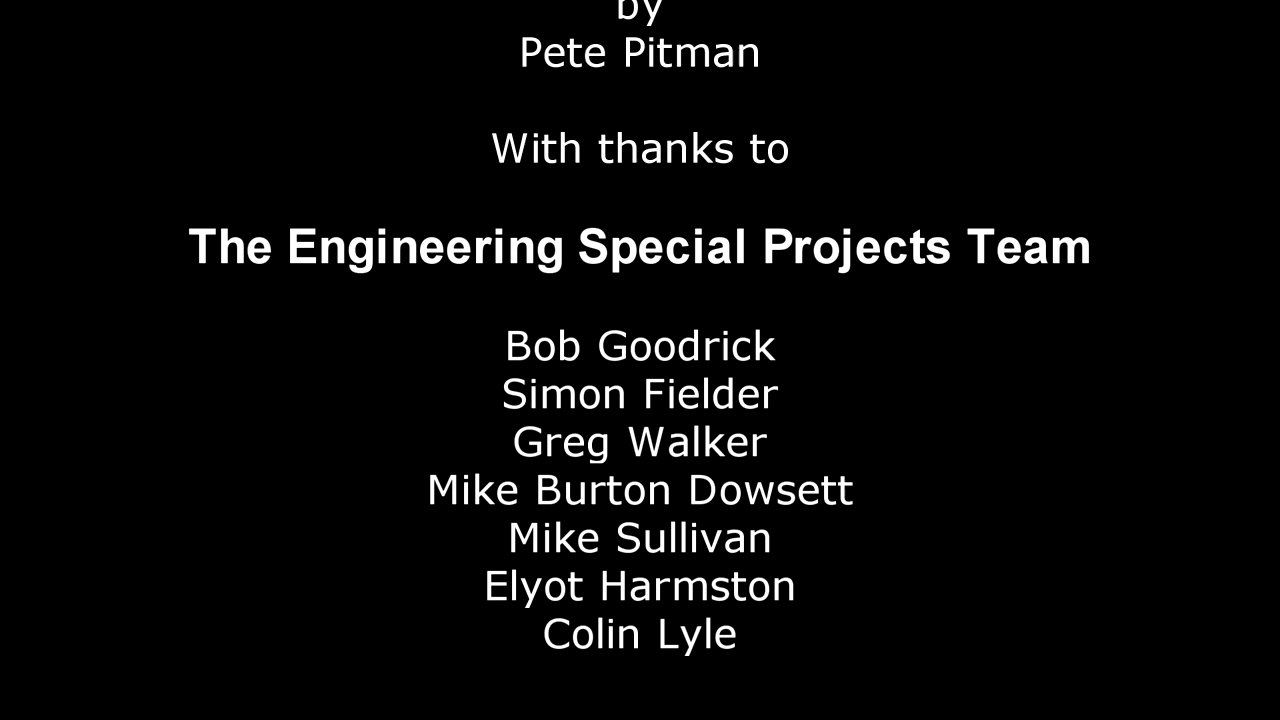 by
Pete Pitman
With thanks to
The Engineering Special Projects Team
Bob Goodrick
Simon Fielder
Greg Walker
Mike Burton Dowsett
Mike Sullivan
Elyot Harmston
Colin Lyle